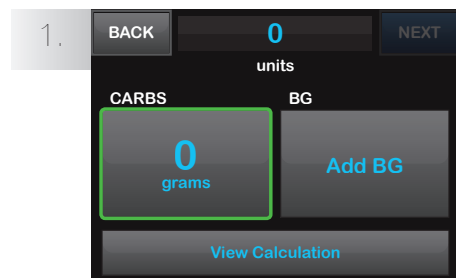 1.
BACK 0 NEXT
units
CARBS BG
0 Add BG
grams
View Calculation